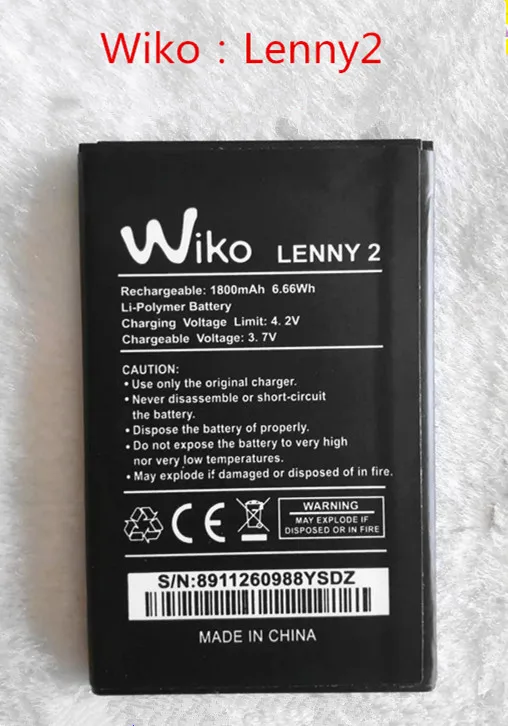 Wiko：Lenny2
Wiko LENNY 2
Rechargeable: 1800mAh 6.66Wh
Li-Polymer Battery
Charging Voltage Limit: 4. 2V
Chargeable Voltage: 3. 7V
CAUTION:
• Use only the original charger.
• Never disassemble or short-circuit
the battery.
• Dispose the battery of properly.
• Do not expose the battery to very high
nor very low temperatures.
• May explode if damaged or disposed of in fire.
CE
WARNING
MAY EXPLODE IF
DISPOSED OF IN FIRE
S/N:8911260988YSDZ
MADE IN CHINA